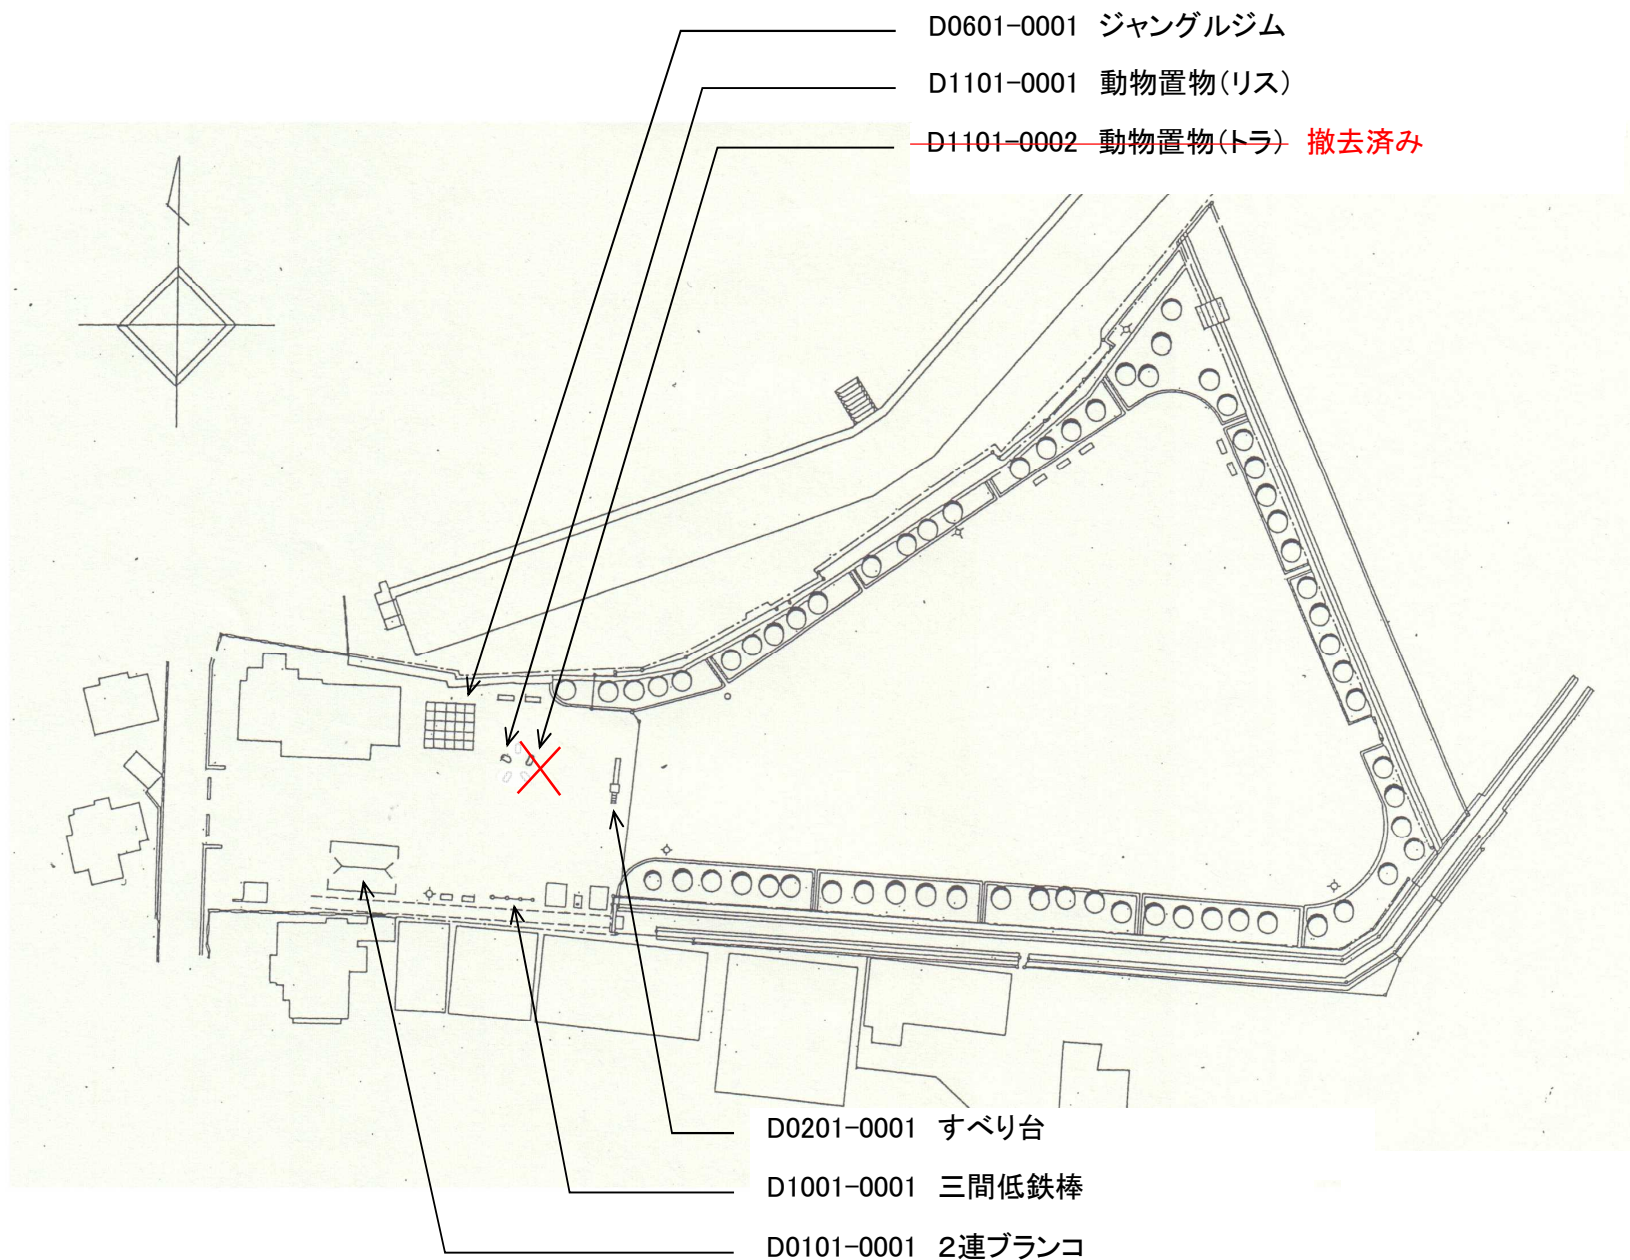 D0601-0001 ジャングルジム
D1101-0001 動物置物(リス)
D1101-0002 動物置物(トラ) 撤去済み
D0201-0001 すべり台
D1001-0001 三間低鉄棒
D0101-0001 2連ブランコ